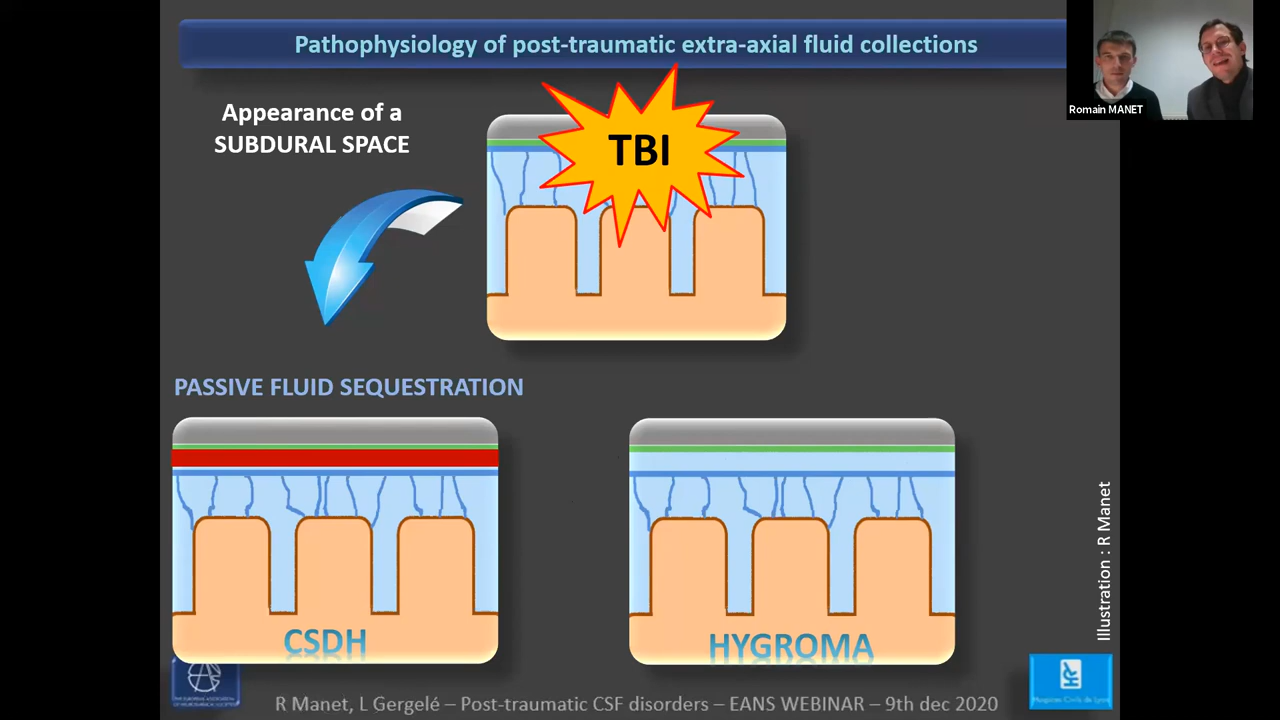 Pathophysiology of post-traumatic extra-axial fluid collections
Romain MANET
Appearance of a
SUBDURAL SPACE
TBI
PASSIVE FLUID SEQUESTRATION
CSDH
HYGROMA
Illustration : R Manet
R Manet, L Gergelé – Post-traumatic CSF disorders – EANS WEBINAR – 9th dec 2020